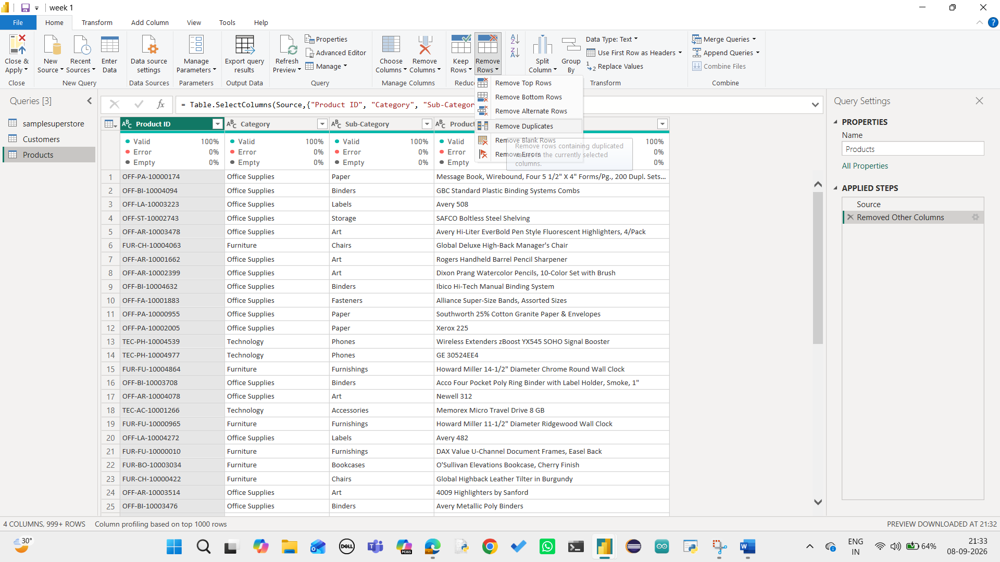 week 1
File
Home
Transform
Add Column
View
Tools
Help
Close &
Apply
Close
New
Source
Recent
Sources
Enter
Data
New Query
Data source
settings
Data Sources
Manage
Parameters
Parameters
Export query
results
Output Data
Refresh
Preview
Properties
Advanced Editor
Manage
Query
Choose
Columns
Remove
Columns
Manage Columns
Keep
Rows
Remove
Rows
Reduc
Split
Column
Group
By
Data Type: Text
Use First Row as Headers
Replace Values
Transform
Merge Queries
Append Queries
Combine Files
Combine
Remove Top Rows
Remove Bottom Rows
Remove Alternate Rows
Remove Duplicates
Remove Blank Rows
Remove Errors
Remove rows containing duplicated
values in the currently selected
columns.
Queries [3]
samplesuperstore
Customers
Products
fx
= Table.SelectColumns(Source,{"Product ID", "Category", "Sub-Categor
Product ID Category Sub-Category Produc
Valid 100% Valid 100% Valid 100% Valid 100%
Error 0% Error 0% Error 0% Error 0%
Empty 0% Empty 0% Empty 0% Empty 0%
1 OFF-PA-10000174 Office Supplies Paper Message Book, Wirebound, Four 5 1/2" X 4" Forms/Pg., 200 Dupl. Sets...
2 OFF-BI-10004094 Office Supplies Binders GBC Standard Plastic Binding Systems Combs
3 OFF-LA-10003223 Office Supplies Labels Avery 508
4 OFF-ST-10002743 Office Supplies Storage SAFCO Boltless Steel Shelving
5 OFF-AR-10003478 Office Supplies Art Avery Hi-Liter EverBold Pen Style Fluorescent Highlighters, 4/Pack
6 FUR-CH-10004063 Furniture Chairs Global Deluxe High-Back Manager's Chair
7 OFF-AR-10001662 Office Supplies Art Rogers Handheld Barrel Pencil Sharpener
8 OFF-AR-10002399 Office Supplies Art Dixon Prang Watercolor Pencils, 10-Color Set with Brush
9 OFF-BI-10004632 Office Supplies Binders Ibico Hi-Tech Manual Binding System
10 OFF-FA-10001883 Office Supplies Fasteners Alliance Super-Size Bands, Assorted Sizes
11 OFF-PA-10000955 Office Supplies Paper Southworth 25% Cotton Granite Paper & Envelopes
12 OFF-PA-10002005 Office Supplies Paper Xerox 225
13 TEC-PH-10004539 Technology Phones Wireless Extenders zBoost YX545 SOHO Signal Booster
14 TEC-PH-10004977 Technology Phones GE 30524EE4
15 FUR-FU-10004864 Furniture Furnishings Howard Miller 14-1/2" Diameter Chrome Round Wall Clock
16 OFF-BI-10003708 Office Supplies Binders Acco Four Pocket Poly Ring Binder with Label Holder, Smoke, 1"
17 OFF-AR-10004078 Office Supplies Art Newell 312
18 TEC-AC-10001266 Technology Accessories Memorex Micro Travel Drive 8 GB
19 FUR-FU-10000965 Furniture Furnishings Howard Miller 11-1/2" Diameter Ridgewood Wall Clock
20 OFF-LA-10004272 Office Supplies Labels Avery 482
21 FUR-FU-10000010 Furniture Furnishings DAX Value U-Channel Document Frames, Easel Back
22 FUR-BO-10003034 Furniture Bookcases O'Sullivan Elevations Bookcase, Cherry Finish
23 FUR-CH-10000422 Furniture Chairs Global Highback Leather Tilter in Burgundy
24 OFF-AR-10003514 Office Supplies Art 4009 Highlighters by Sanford
25 OFF-BI-10003476 Office Supplies Binders Avery Metallic Poly Binders
Query Settings
PROPERTIES
Name
Products
All Properties
APPLIED STEPS
Source
Removed Other Columns
4 COLUMNS, 999+ ROWS
Column profiling based on top 1000 rows
PREVIEW DOWNLOADED AT 21:32
30°
DELL
M365
ENG
IN
64%
21:33
08-09-2026